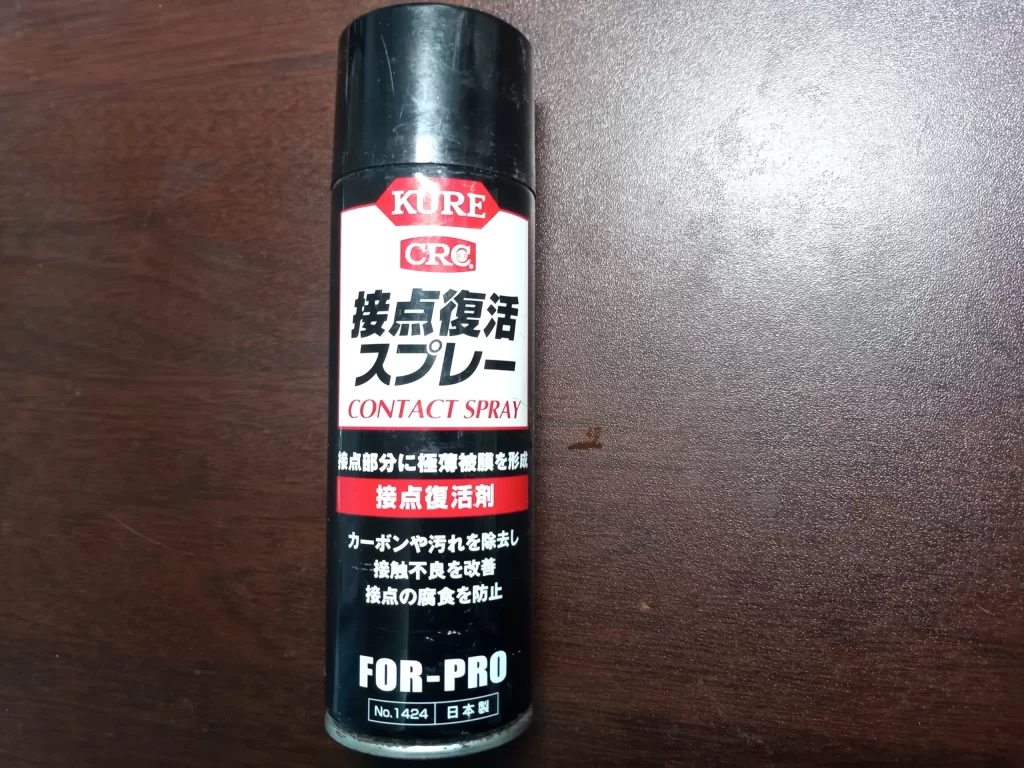 KURE
CRC®
接点復活
スプレー
CONTACT SPRAY
接点部分に極薄被膜を形成
接点復活剤
カーボンや汚れを除去し
接触不良を改善
接点の腐食を防止
FOR-PRO
No.1424 日本製